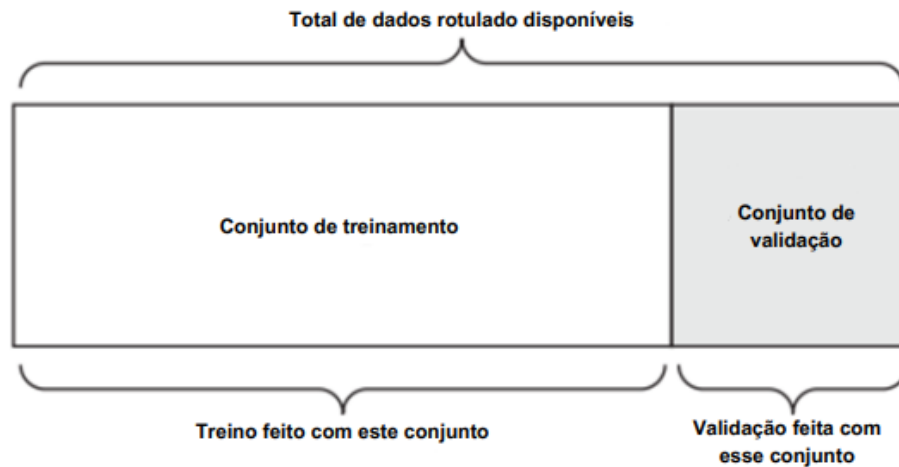 Total de dados rotulado disponíveis
Conjunto de treinamento
Conjunto de
validação
Treino feito com este conjunto
Validação feita com
esse conjunto